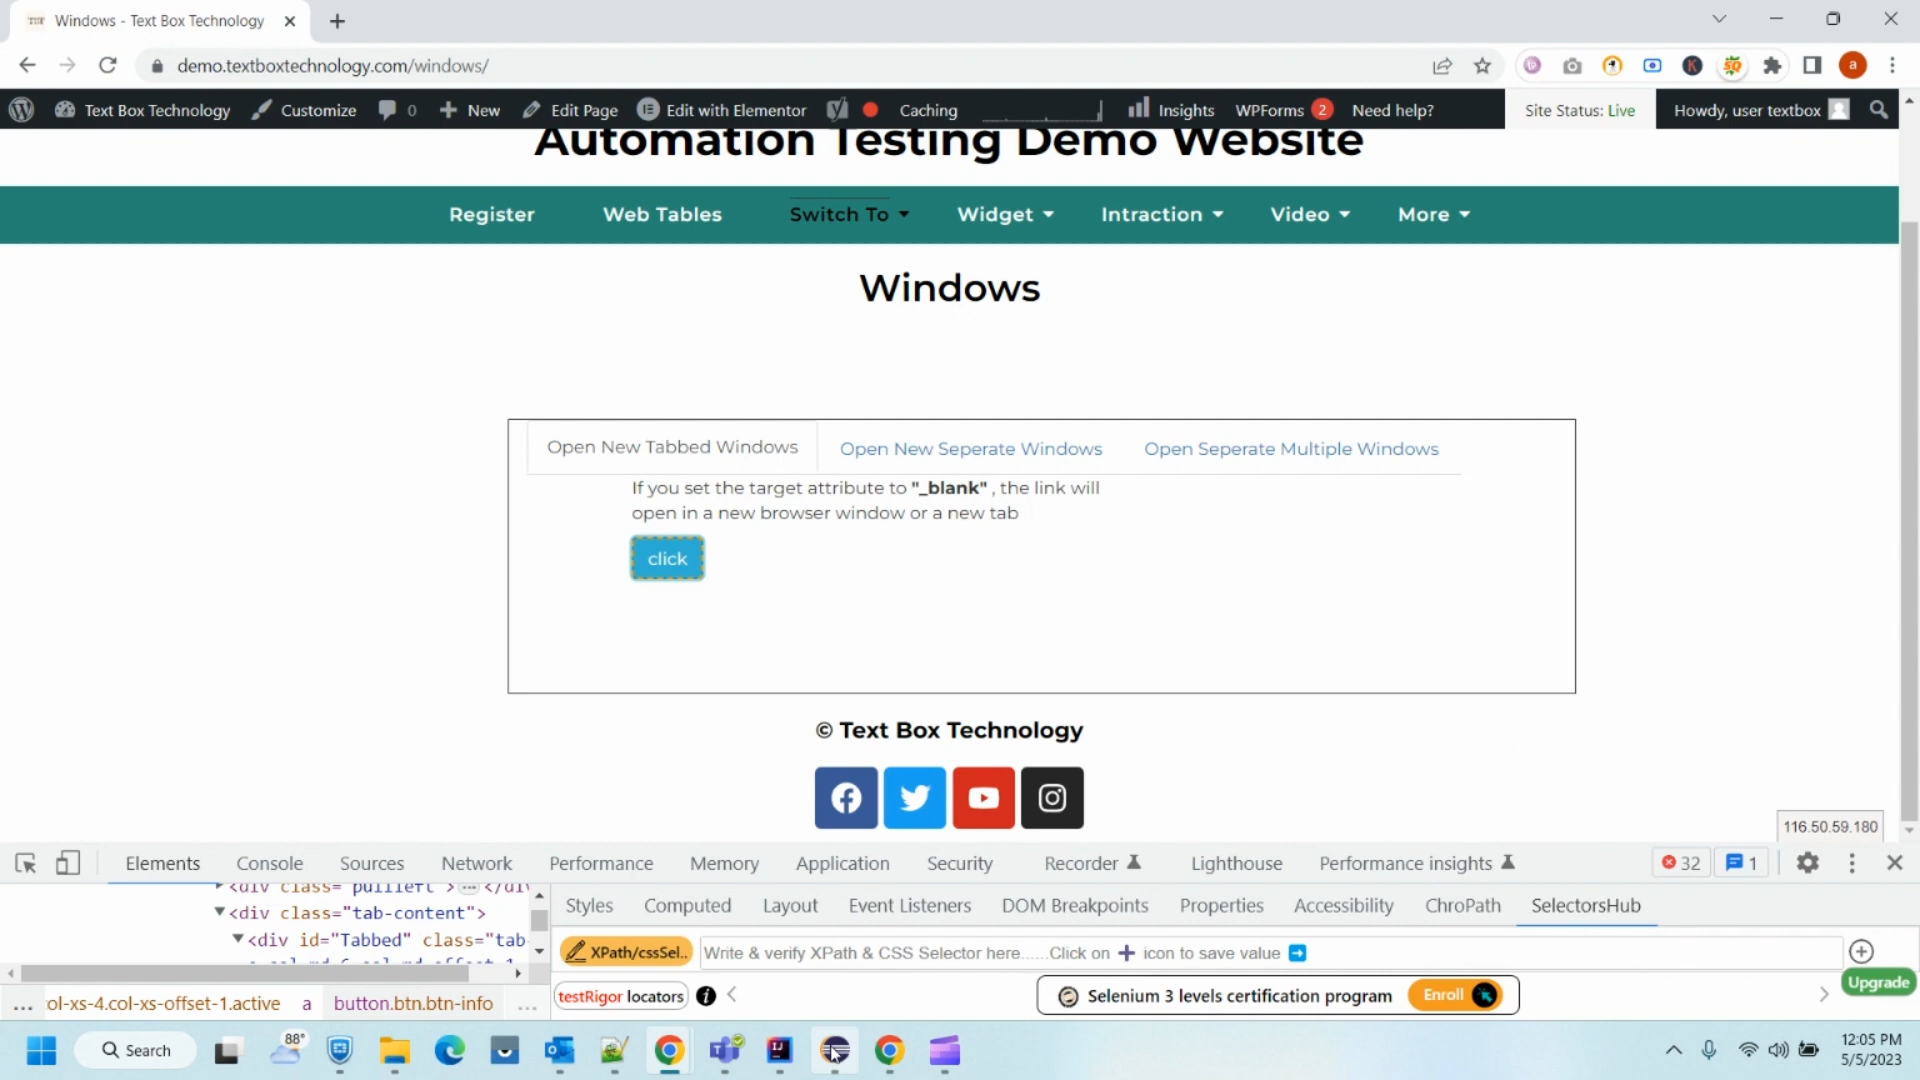 Windows - Text Box Technology
demo.textboxtechnology.com/windows/
a
Text Box Technology Customize 0 New Edit Page Edit with Elementor Caching Insights WPForms 2 Need help? Site Status: Live Howdy, user textbox
Automation Testing Demo Website
Register Web Tables Switch To Widget Intraction Video More
Windows
Open New Tabbed Windows Open New Seperate Windows Open Seperate Multiple Windows
If you set the target attribute to "_blank" , the link will
open in a new browser window or a new tab
click
© Text Box Technology
116.50.59.180
Elements Console Sources Network Performance Memory Application Security Recorder Lighthouse Performance insights 32 1
<div class="pullleft"> ... </div
<div class="tab-content">
<div id="Tabbed" class="tab-
Styles Computed Layout Event Listeners DOM Breakpoints Properties Accessibility ChroPath SelectorsHub
XPath/cssSel.. Write & verify XPath & CSS Selector here......Click on + icon to save value
Upgrade
testRigor locators Selenium 3 levels certification program Enroll
... ol-xs-4.col-xs-offset-1.active a button.btn.btn-info ...
Search 88° 12:05 PM
5/5/2023